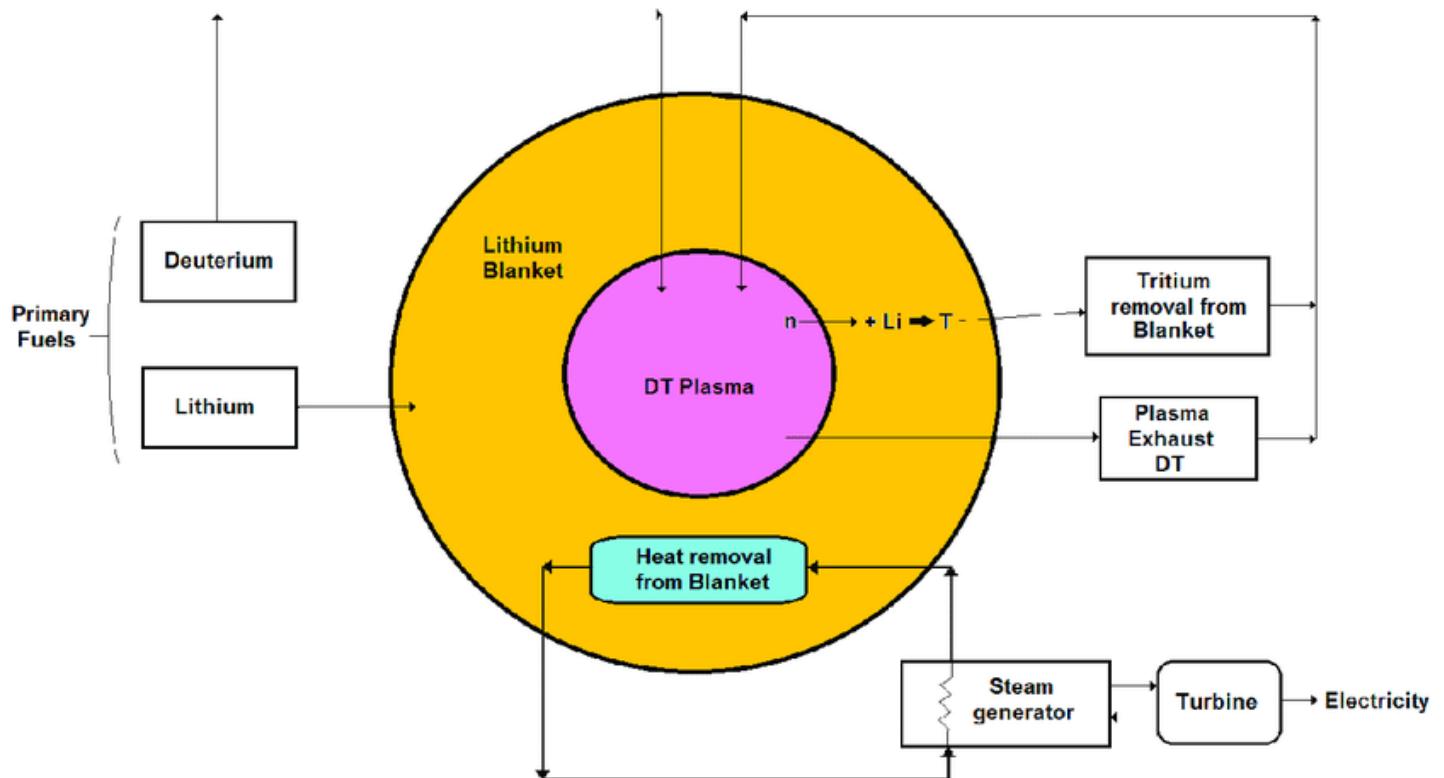 Primary
Fuels
Deuterium
Lithium
Lithium
Blanket
DT Plasma
n
+ Li
T
Tritium
removal from
Blanket
Plasma
Exhaust
DT
Heat removal
from Blanket
Steam
generator
Turbine
Electricity